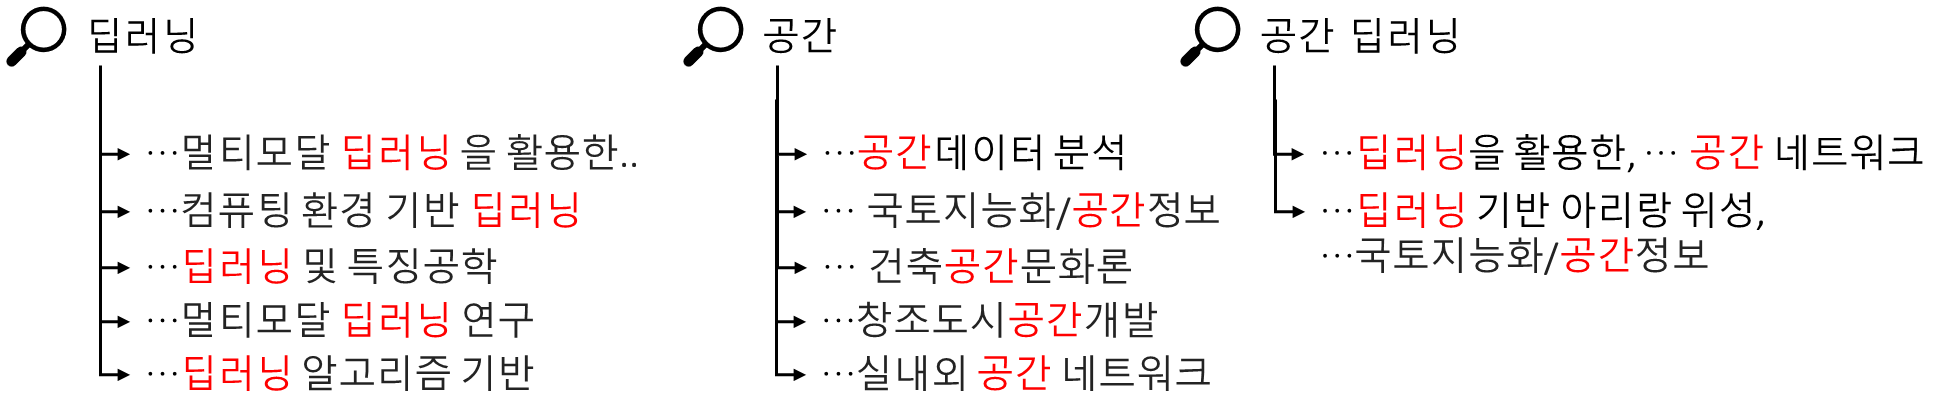 딥러닝
…멀티모달 딥러닝 을 활용한..
…컴퓨팅 환경 기반 딥러닝
…딥러닝 및 특징공학
…멀티모달 딥러닝 연구
…딥러닝 알고리즘 기반
공간
…공간데이터 분석
… 국토지능화/공간정보
… 건축공간문화론
…창조도시공간개발
…실내외 공간 네트워크
공간 딥러닝
…딥러닝을 활용한, … 공간 네트워크
…딥러닝 기반 아리랑 위성,
…국토지능화/공간정보